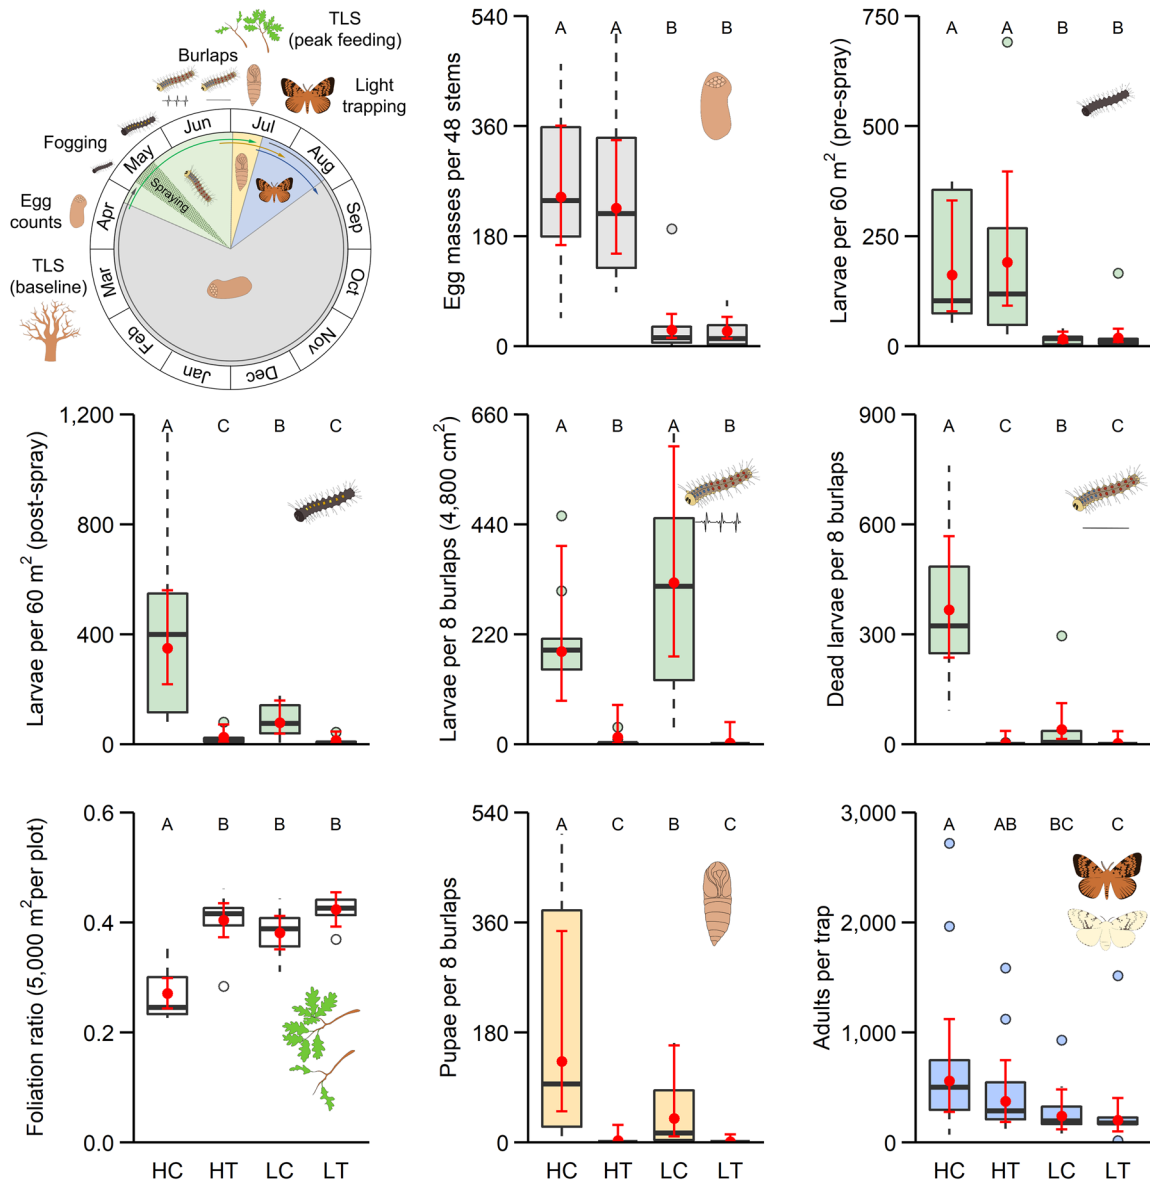 TLS
(peak feeding)
Burlaps
Light
trapping
Fogging
Egg
counts
TLS
(baseline)
Jan
Feb
Mar
Apr
May
Jun
Jul
Aug
Sep
Oct
Nov
Dec
Spraying
Egg masses per 48 stems
540
360
180
0
A A B B
Larvae per 60 m² (pre-spray)
750
500
250
0
A A B B
Larvae per 60 m² (post-spray)
1,200
800
400
0
A C B C
Larvae per 8 burlaps (4,800 cm²)
660
440
220
0
A B A B
Dead larvae per 8 burlaps
900
600
300
0
A C B C
Foliation ratio (5,000 m² per plot)
0.6
0.4
0.2
0.0
A B B B
HC HT LC LT
Pupae per 8 burlaps
540
360
180
0
A C B C
HC HT LC LT
Adults per trap
3,000
2,000
1,000
0
A AB BC C
HC HT LC LT